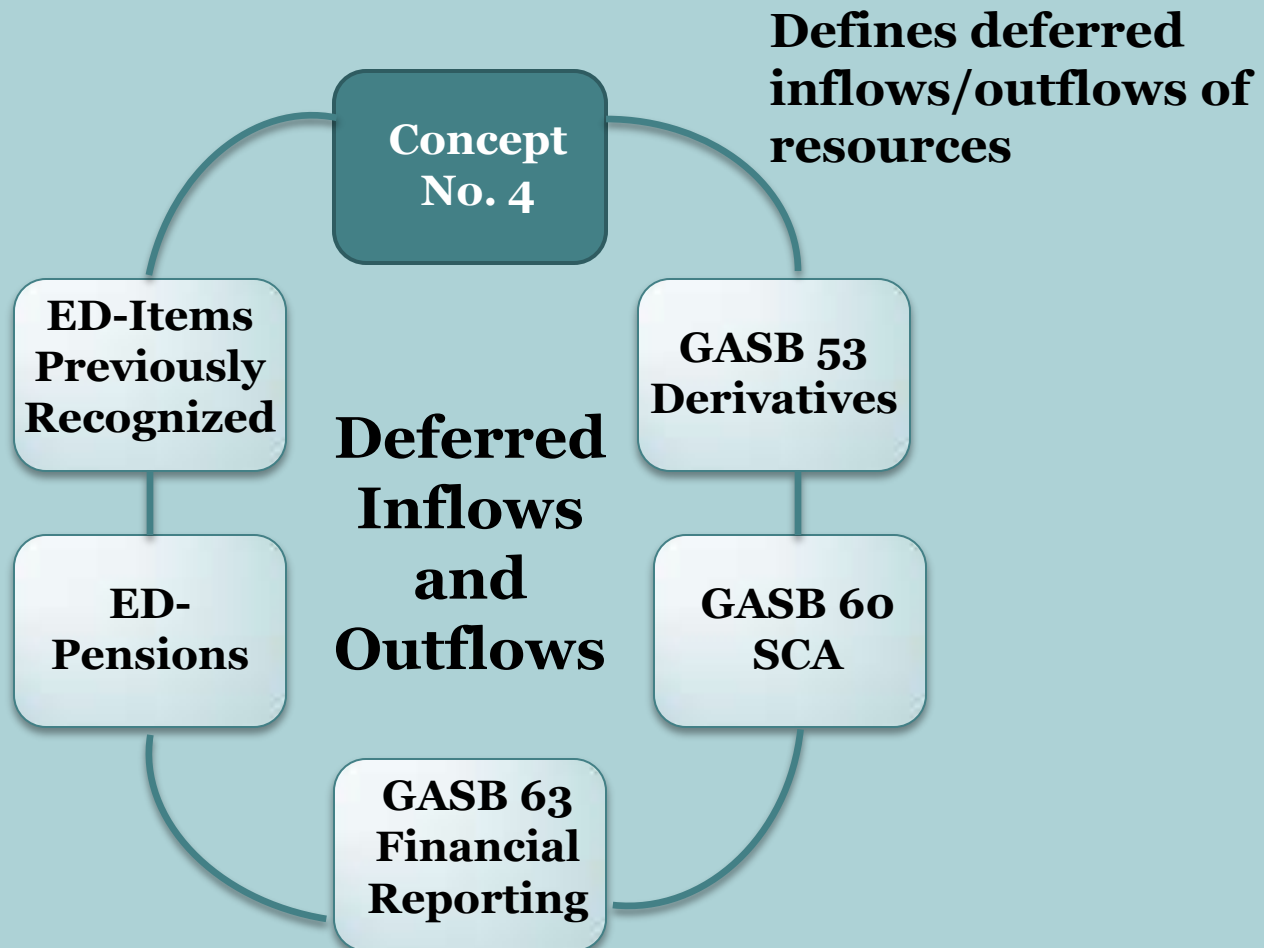 Defines deferred
inflows/outflows of
resources
Concept
No. 4
GASB 53
Derivatives
GASB 60
SCA
GASB 63
Financial
Reporting
ED-
Pensions
ED-Items
Previously
Recognized
Deferred
Inflows
and
Outflows